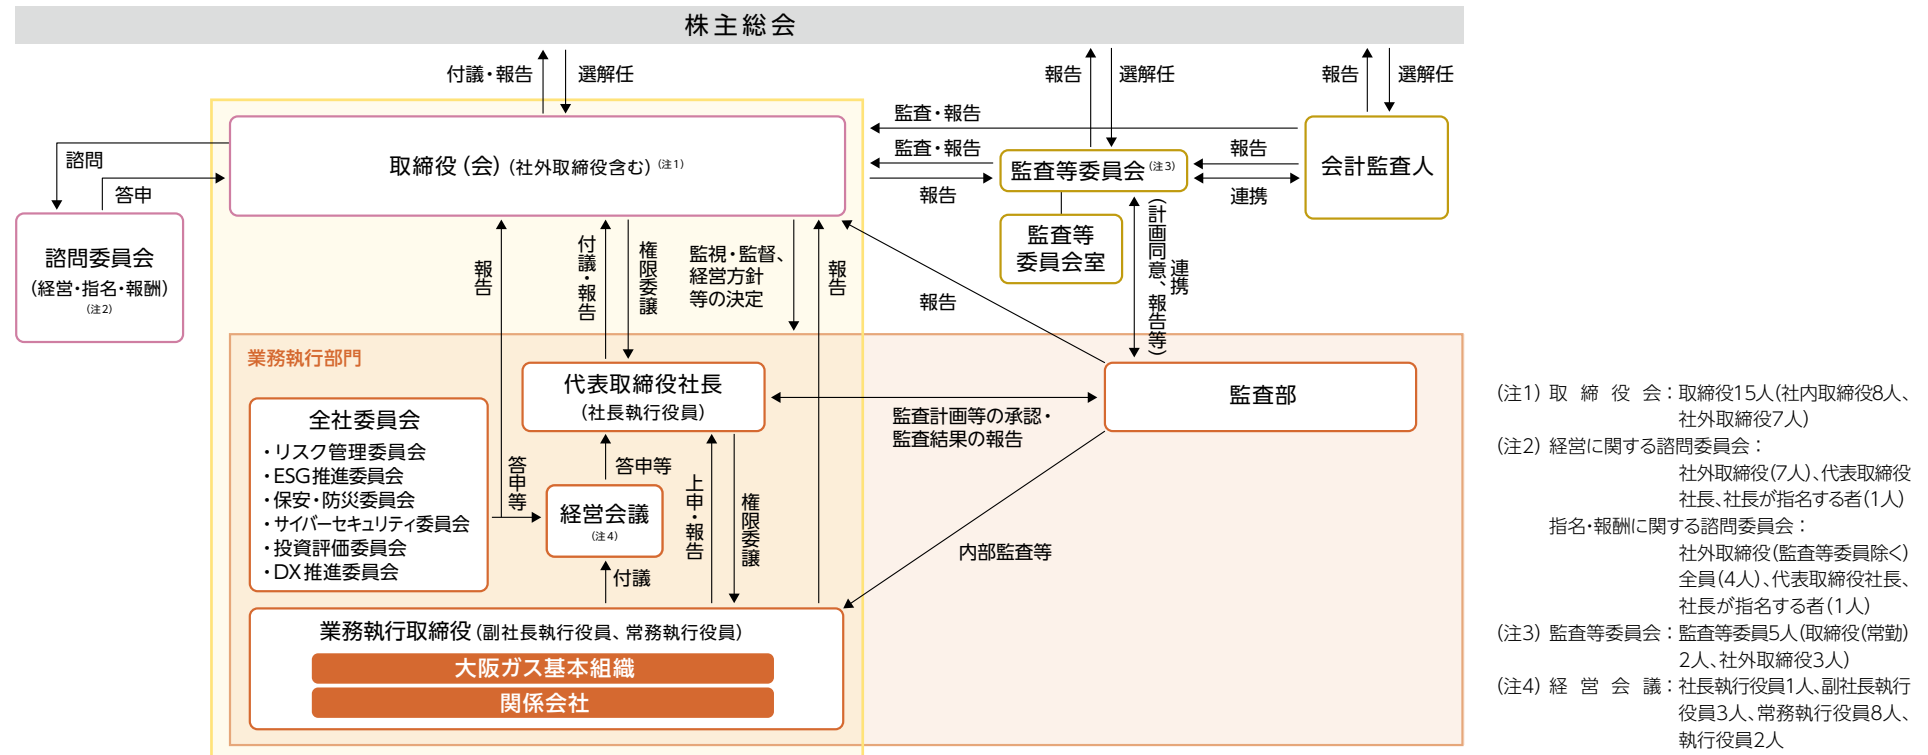 株主総会
付議・報告
選解任
報告
選解任
報告
選解任
監査・報告
監査・報告
報告
報告
連携
諮問
答申
取締役(会)(社外取締役含む)(注1)
監査等委員会(注3)
会計監査人
監査等
委員会室
諮問委員会
(経営・指名・報酬)
(注2)
報告
付議・報告
権限委譲
監視・監督、
経営方針
等の決定
報告
報告
連携
(計画同意、報告等)
業務執行部門
代表取締役社長
(社長執行役員)
監査部
監査計画等の承認・
監査結果の報告
全社委員会
・リスク管理委員会
・ESG推進委員会
・保安・防災委員会
・サイバーセキュリティ委員会
・投資評価委員会
・DX推進委員会
答申等
答申等
経営会議
(注4)
上申・報告
権限委譲
付議
内部監査等
業務執行取締役(副社長執行役員、常務執行役員)
大阪ガス基本組織
関係会社
(注1)取締役会:取締役15人(社内取締役8人、
社外取締役7人)
(注2)経営に関する諮問委員会:
社外取締役(7人)、代表取締役
社長、社長が指名する者(1人)
指名・報酬に関する諮問委員会:
社外取締役(監査等委員除く)
全員(4人)、代表取締役社長、
社長が指名する者(1人)
(注3)監査等委員会:監査等委員5人(取締役(常勤)
2人、社外取締役3人)
(注4)経営会議:社長執行役員1人、副社長執行
役員3人、常務執行役員8人、
執行役員2人